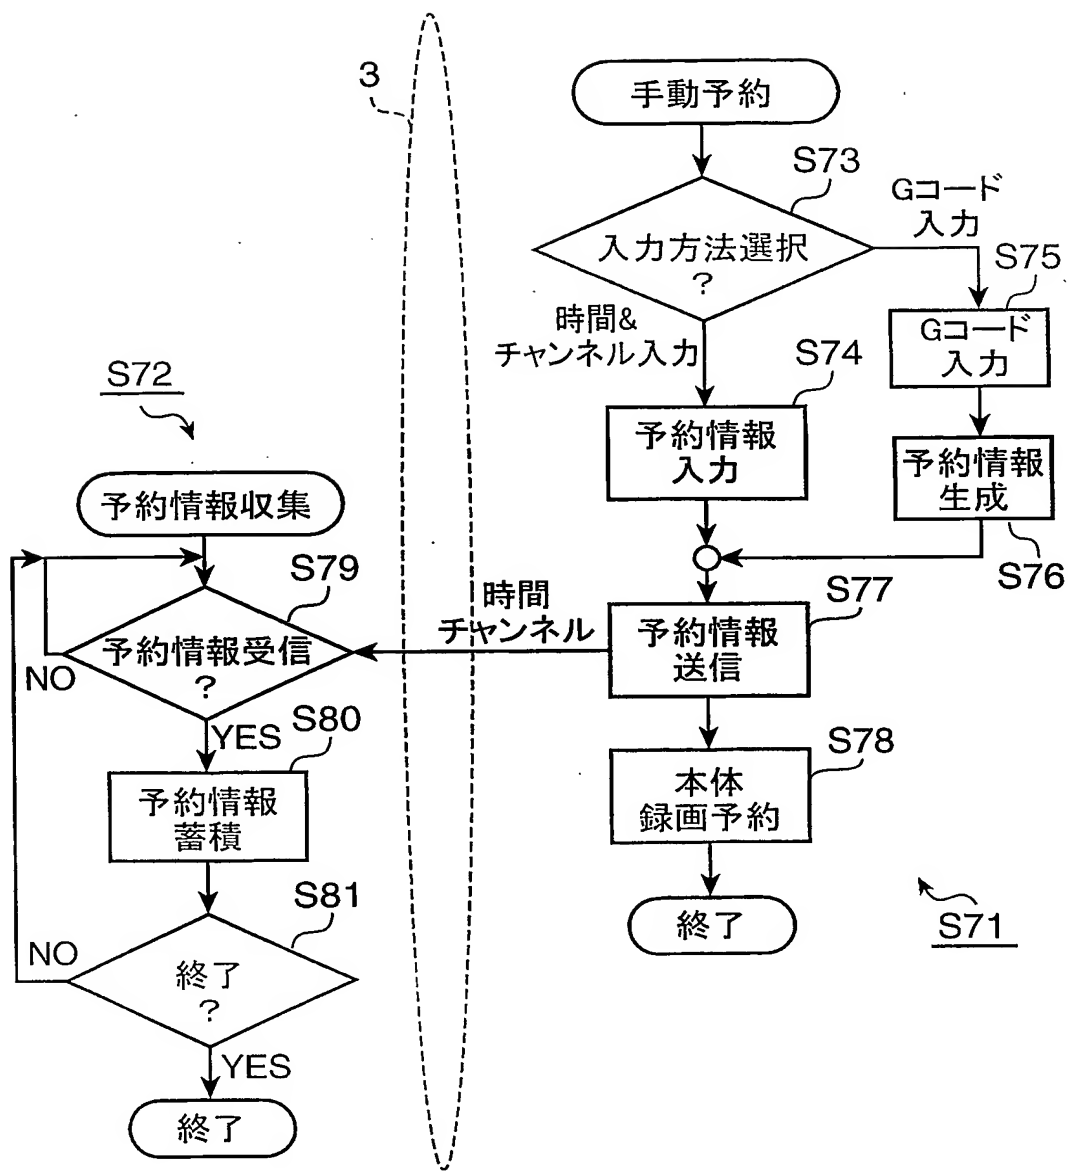 3
手動予約
S73
入力方法選択
?
Gコード
入力
S75
Gコード
入力
時間&
チャンネル入力
S74
予約情報
入力
予約情報
生成
S76
S77
予約情報
送信
時間
チャンネル
S78
本体
録画予約
終了
S71
S72
予約情報収集
S79
予約情報受信
?
NO
YES
S80
予約情報
蓄積
S81
終了
?
NO
YES
終了